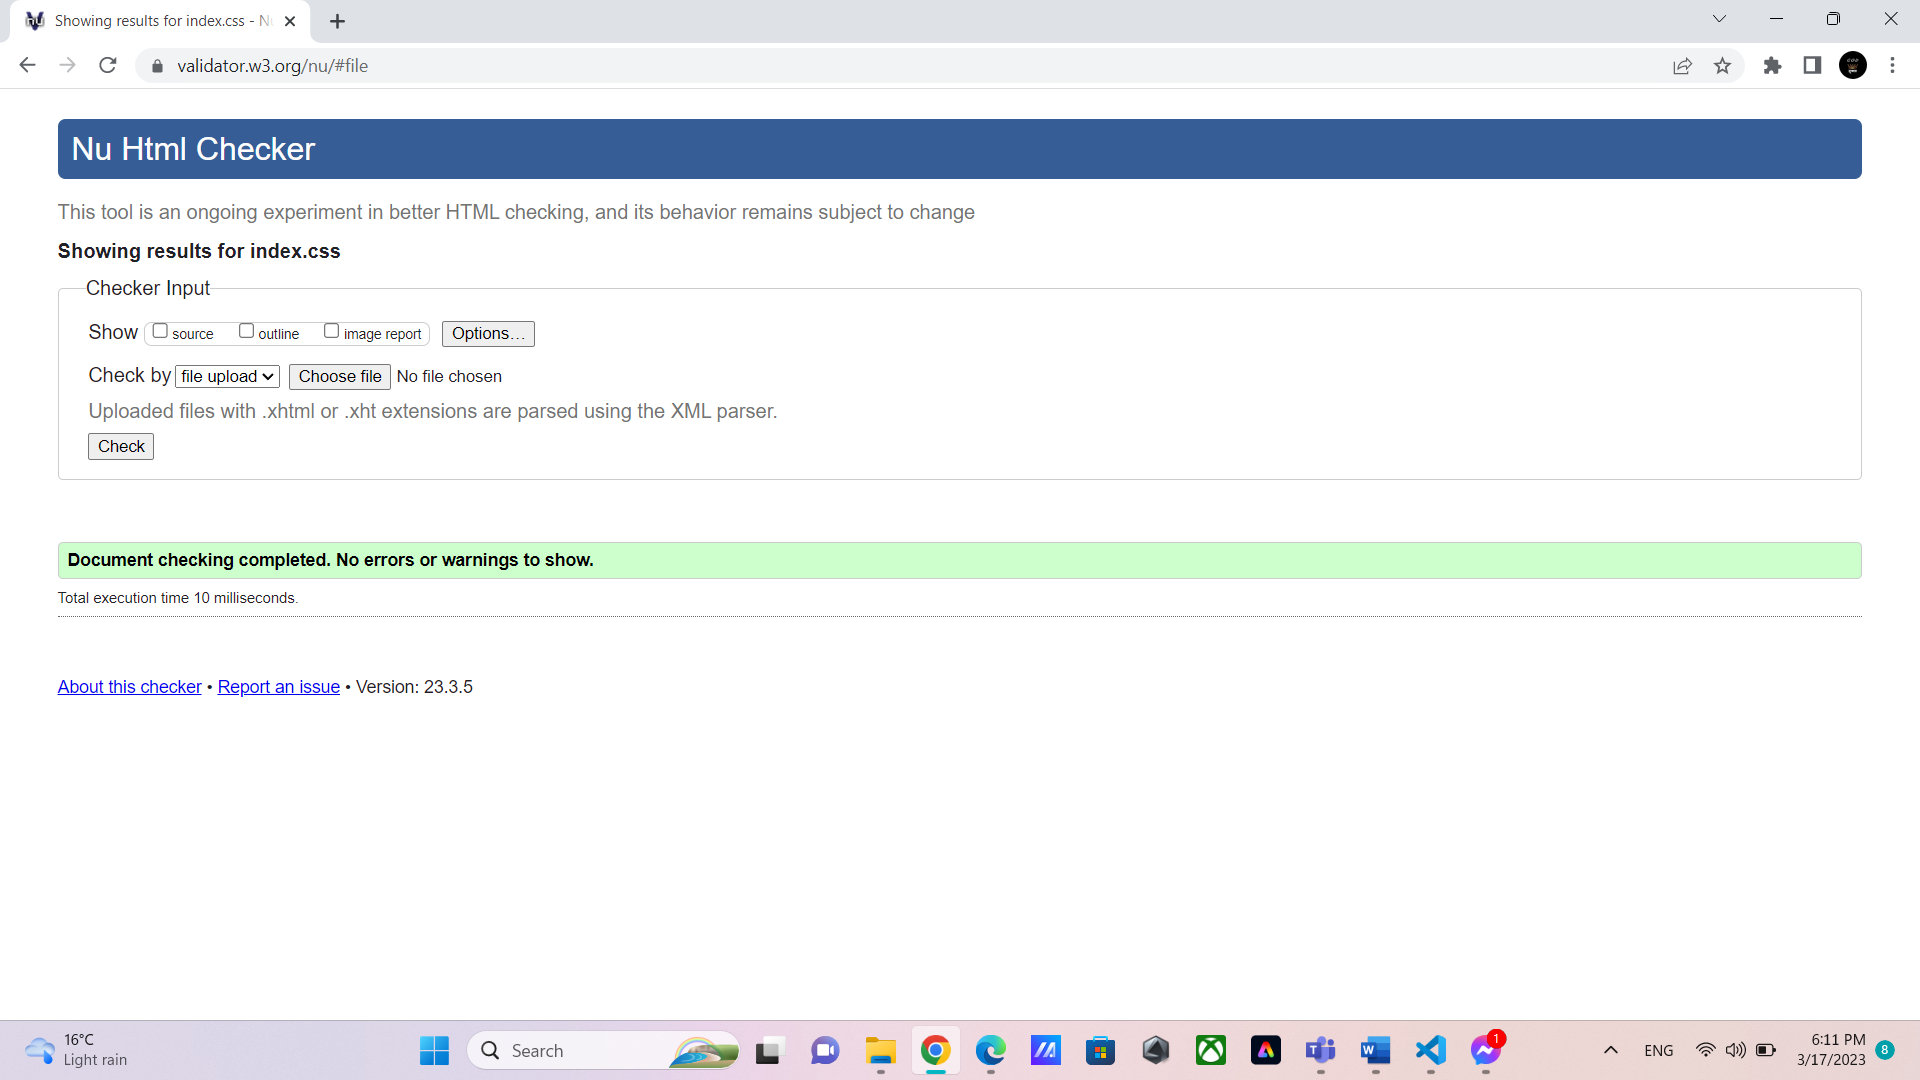 Showing results for index.css - Nu
validator.w3.org/nu/#file
Nu Html Checker
This tool is an ongoing experiment in better HTML checking, and its behavior remains subject to change
Showing results for index.css
Checker Input
Show source outline image report Options...
Check by file upload Choose file No file chosen
Uploaded files with .xhtml or .xht extensions are parsed using the XML parser.
Check
Document checking completed. No errors or warnings to show.
Total execution time 10 milliseconds.
About this checker • Report an issue • Version: 23.3.5
16°C
Light rain
Search
1
ENG
6:11 PM
3/17/2023
8